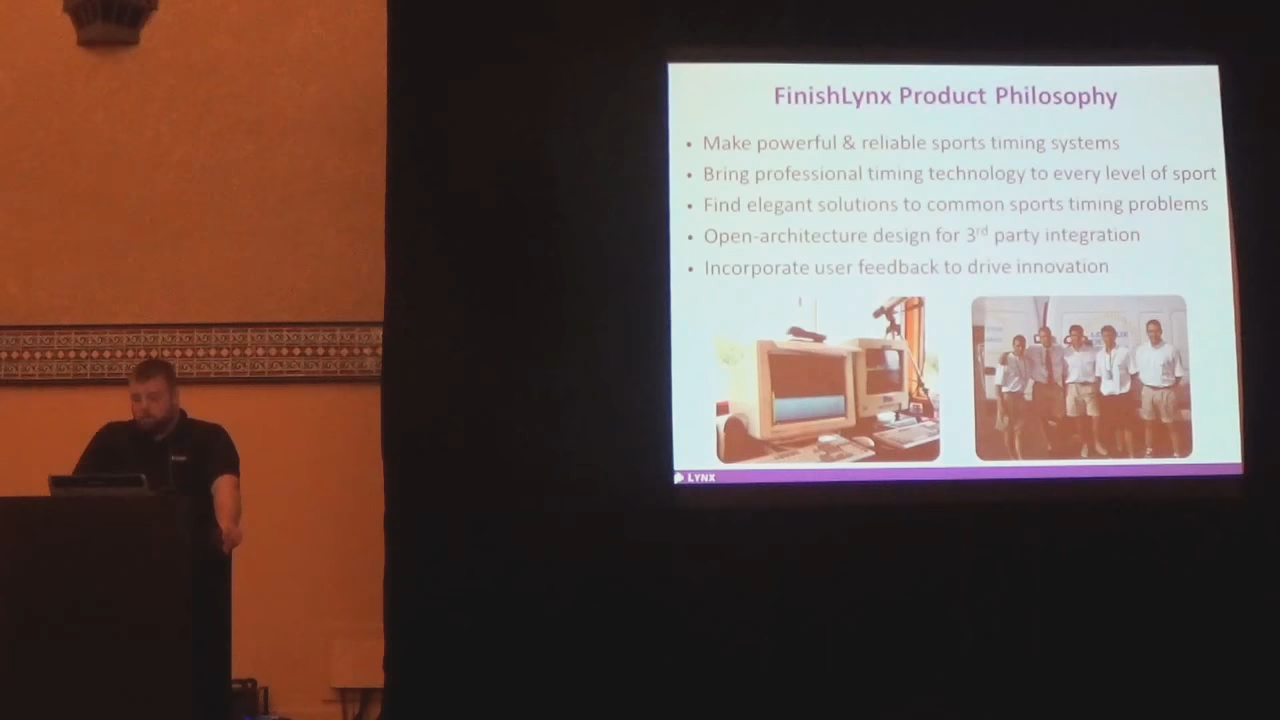 FinishLynx Product Philosophy
• Make powerful & reliable sports timing systems
• Bring professional timing technology to every level of sport
• Find elegant solutions to common sports timing problems
• Open-architecture design for 3rd party integration
• Incorporate user feedback to drive innovation
LYNX